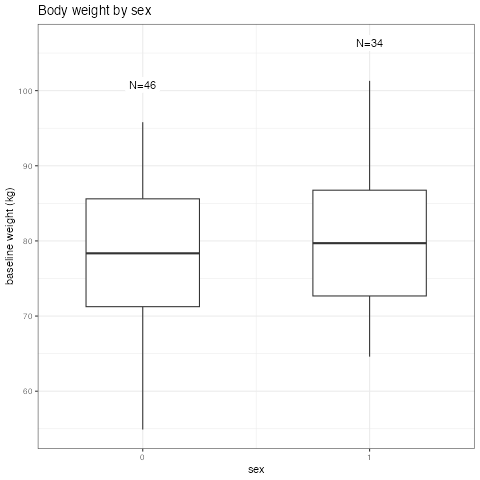 Body weight by sex
N=34
N=46
100
90
80
70
60
baseline weight (kg)
0
1
sex